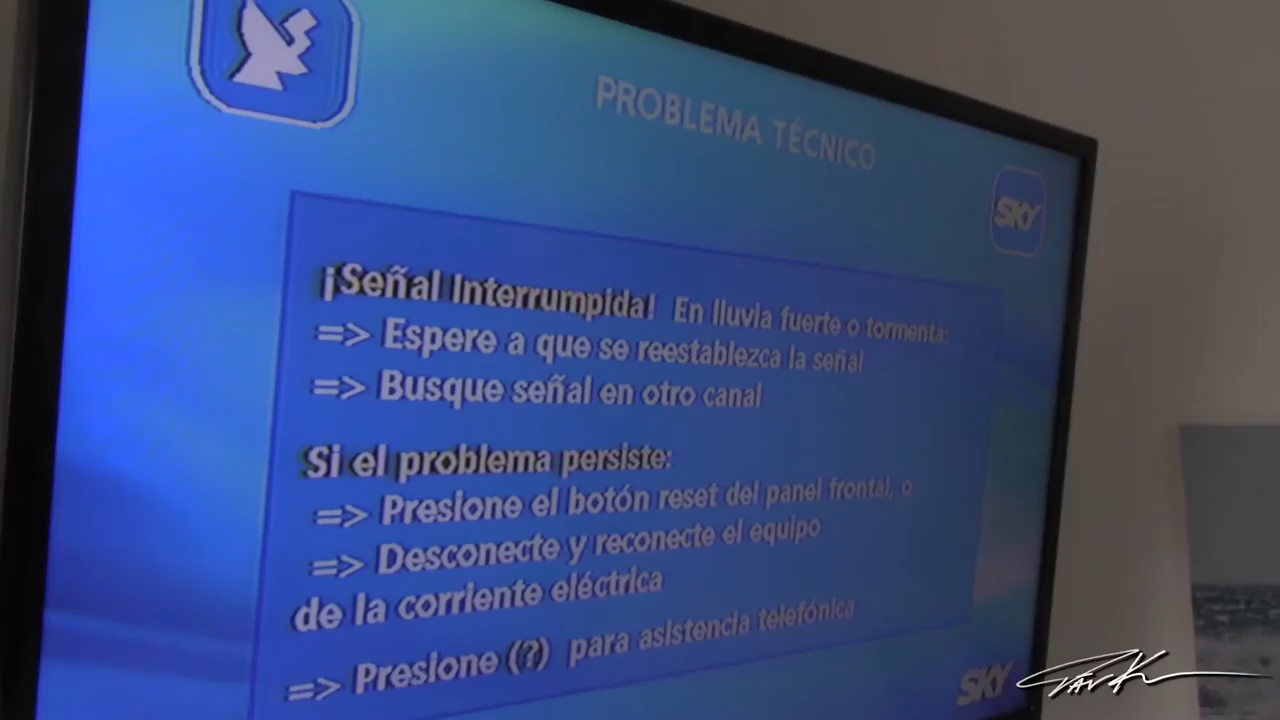 PROBLEMA TÉCNICO
SKY
¡Señal Interrumpida! En lluvia fuerte o tormenta:
=> Espere a que se reestablezca la señal
=> Busque señal en otro canal
Si el problema persiste:
=> Presione el botón reset del panel frontal, o
=> Desconecte y reconecte el equipo
de la corriente eléctrica
=> Presione (?) para asistencia telefónica
SKY